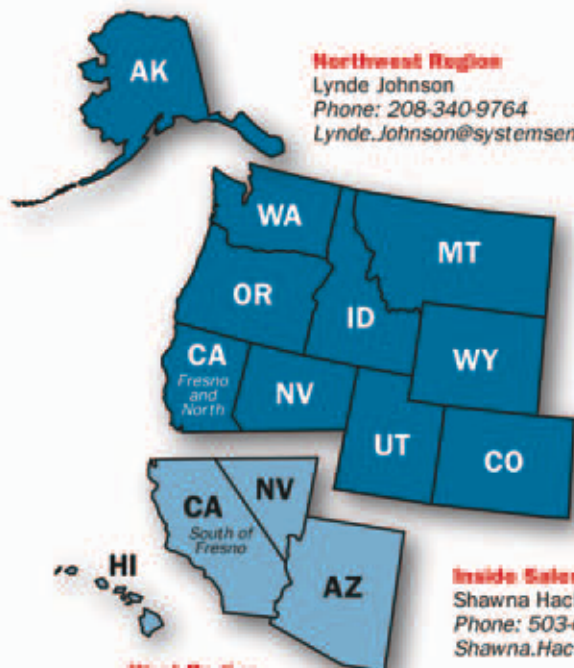 AK
Northwest Region
Lynde Johnson
Phone: 208-340-9764
WA
MT
OR
ID
CA
Fresno
and
North
NV
WY
UT
CO
CA
South of
Fresno
NV
HI
AZ
Inside
Shawna
Phone: